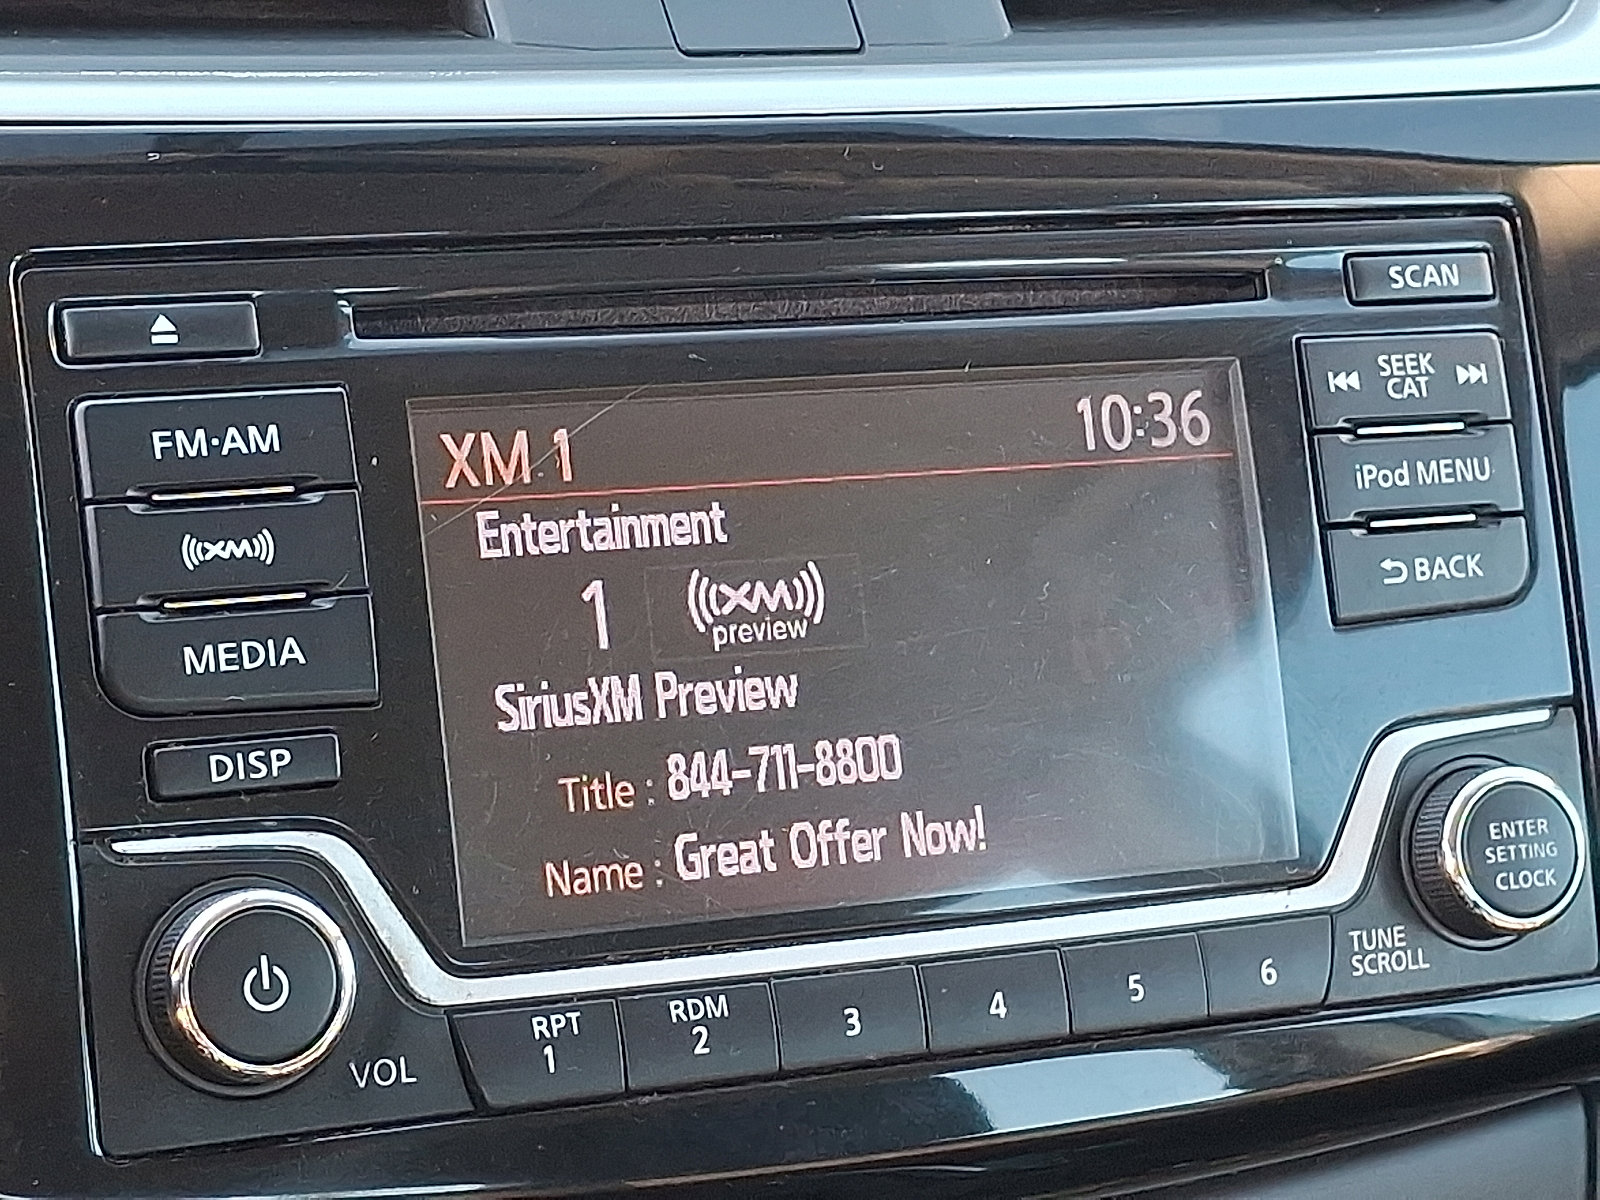 SCAN
SEEK
CAT
iPod MENU
BACK
FM·AM
XM
MEDIA
DISP
XM 1
10:36
Entertainment
1
XM
preview
SiriusXM Preview
Title : 844-711-8800
Name : Great Offer Now!
ENTER
SETTING
CLOCK
TUNE
SCROLL
VOL
RPT
1
RDM
2
3
4
5
6